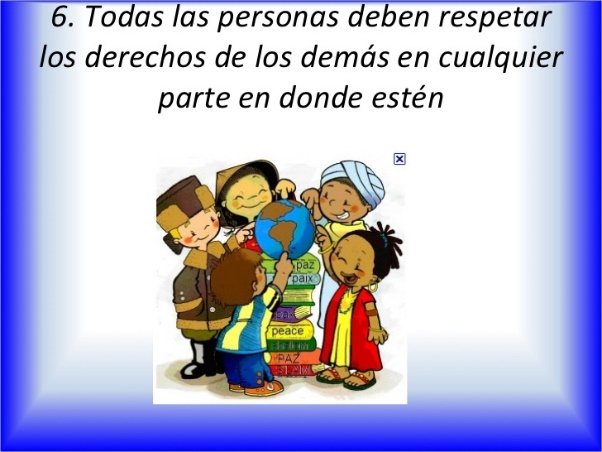 6. Todas las personas deben respetar
los derechos de los demás en cualquier
parte en donde estén
paz
paix
peace
shalom
PAZ